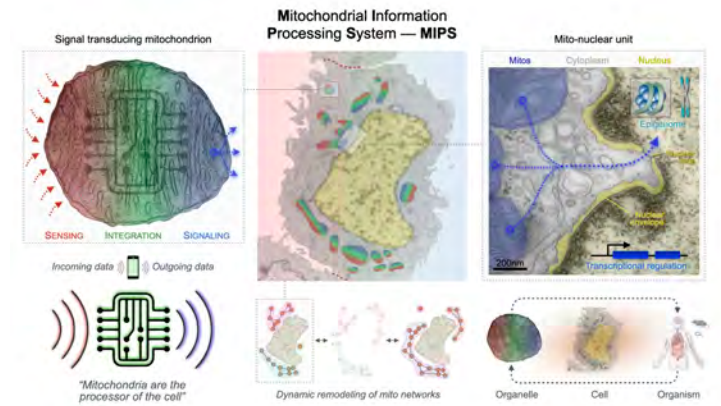 Mitochondrial Information
Processing System — MIPS
Signal transducing mitochondrion
SENSING INTEGRATION SIGNALING
Incoming data Outgoing data
"Mitochondria are the
processor of the cell"
Dynamic remodeling of mito networks
Mito-nuclear unit
Mitos Cytoplasm Nucleus
Epigenome
Nuclear
envelope
200nm
Transcriptional regulation
Organelle Cell Organism